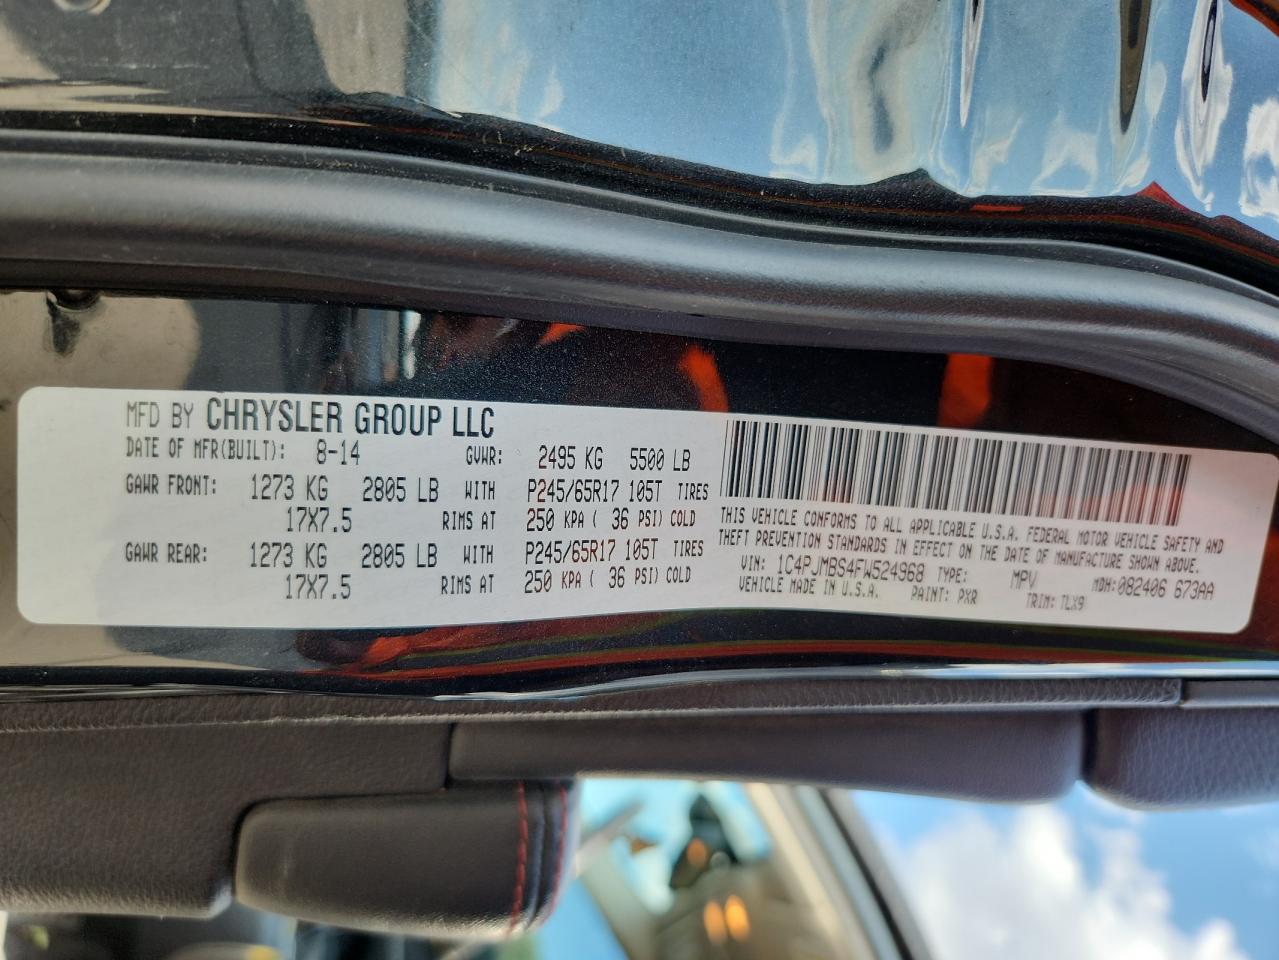 MFD BY CHRYSLER GROUP LLC
DATE OF MFR(BUILT): 8-14 GVWR: 2495 KG 5500 LB
GAWR FRONT: 1273 KG 2805 LB WITH P245/65R17 105T TIRES
17X7.5 RIMS AT 250 KPA ( 36 PSI) COLD
GAWR REAR: 1273 KG 2805 LB WITH P245/65R17 105T TIRES
17X7.5 RIMS AT 250 KPA ( 36 PSI) COLD
THIS VEHICLE CONFORMS TO ALL APPLICABLE U.S.A. FEDERAL MOTOR VEHICLE SAFETY AND
THEFT PREVENTION STANDARDS IN EFFECT ON THE DATE OF MANUFACTURE SHOWN ABOVE.
VIN: 1C4PJMBS4FW524968 TYPE: MPV MDH: 082406 673AA
VEHICLE MADE IN U.S.A. PAINT: PXR TRIM: TLX9